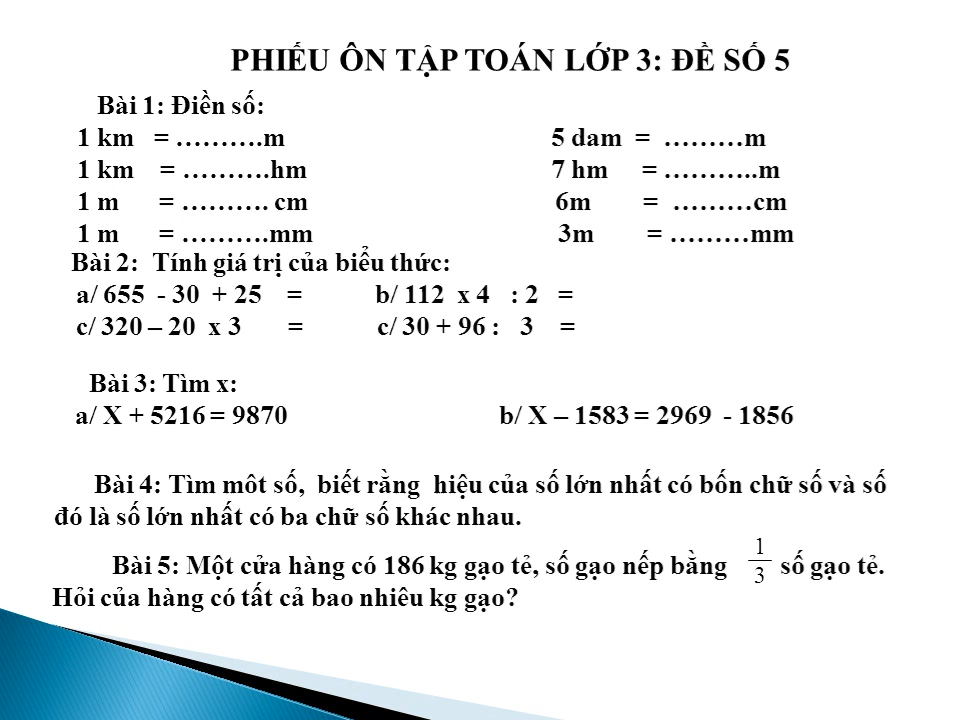 PHIẾU ÔN TẬP TOÁN LỚP 3: ĐỀ SỐ 5
Bài 1: Điền số:
1 km = ……….m 5 dam = ………m
1 km = ……….hm 7 hm = ………..m
1 m = ………. cm 6m = ………cm
1 m = ……….mm 3m = ………mm
Bài 2: Tính giá trị của biểu thức:
a/ 655 - 30 + 25 = b/ 112 x 4 : 2 =
c/ 320 – 20 x 3 = c/ 30 + 96 : 3 =
Bài 3: Tìm x:
a/ X + 5216 = 9870 b/ X – 1583 = 2969 - 1856
Bài 4: Tìm môt số, biết rằng hiệu của số lớn nhất có bốn chữ số và số
đó là số lớn nhất có ba chữ số khác nhau.
Bài 5: Một cửa hàng có 186 kg gạo tẻ, số gạo nếp bằng 1/3 số gạo tẻ.
Hỏi của hàng có tất cả bao nhiêu kg gạo?